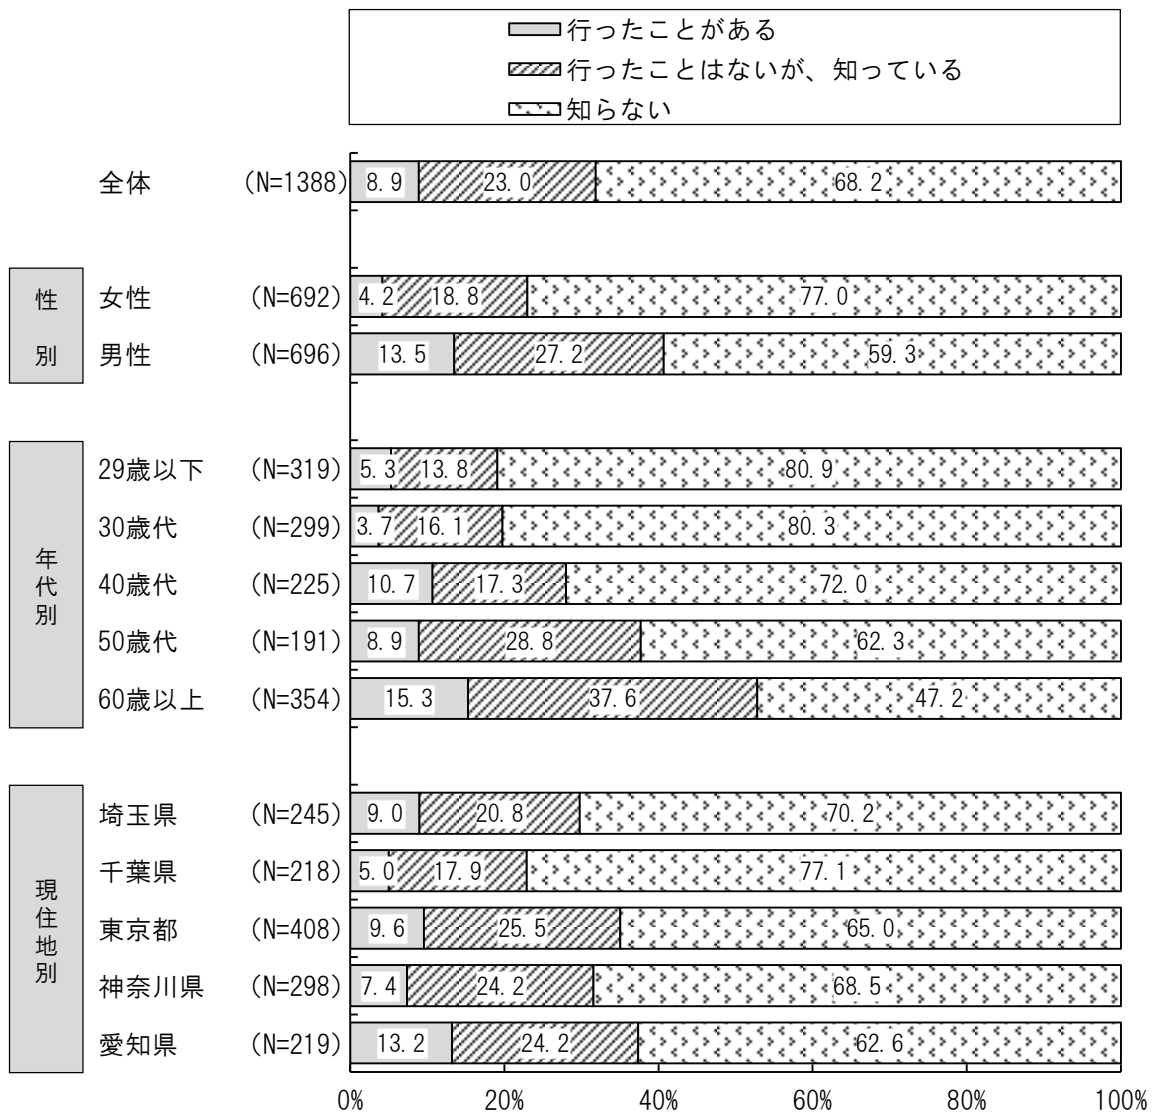 行ったことがある
行ったことはないが、知っている
知らない
全体 (N=1388) 8.9 23.0 68.2
性別
女性 (N=692) 4.2 18.8 77.0
男性 (N=696) 13.5 27.2 59.3
年代別
29歳以下 (N=319) 5.3 13.8 80.9
30歳代 (N=299) 3.7 16.1 80.3
40歳代 (N=225) 10.7 17.3 72.0
50歳代 (N=191) 8.9 28.8 62.3
60歳以上 (N=354) 15.3 37.6 47.2
現住地別
埼玉県 (N=245) 9.0 20.8 70.2
千葉県 (N=218) 5.0 17.9 77.1
東京都 (N=408) 9.6 25.5 65.0
神奈川県 (N=298) 7.4 24.2 68.5
愛知県 (N=219) 13.2 24.2 62.6
0% 20% 40% 60% 80% 100%